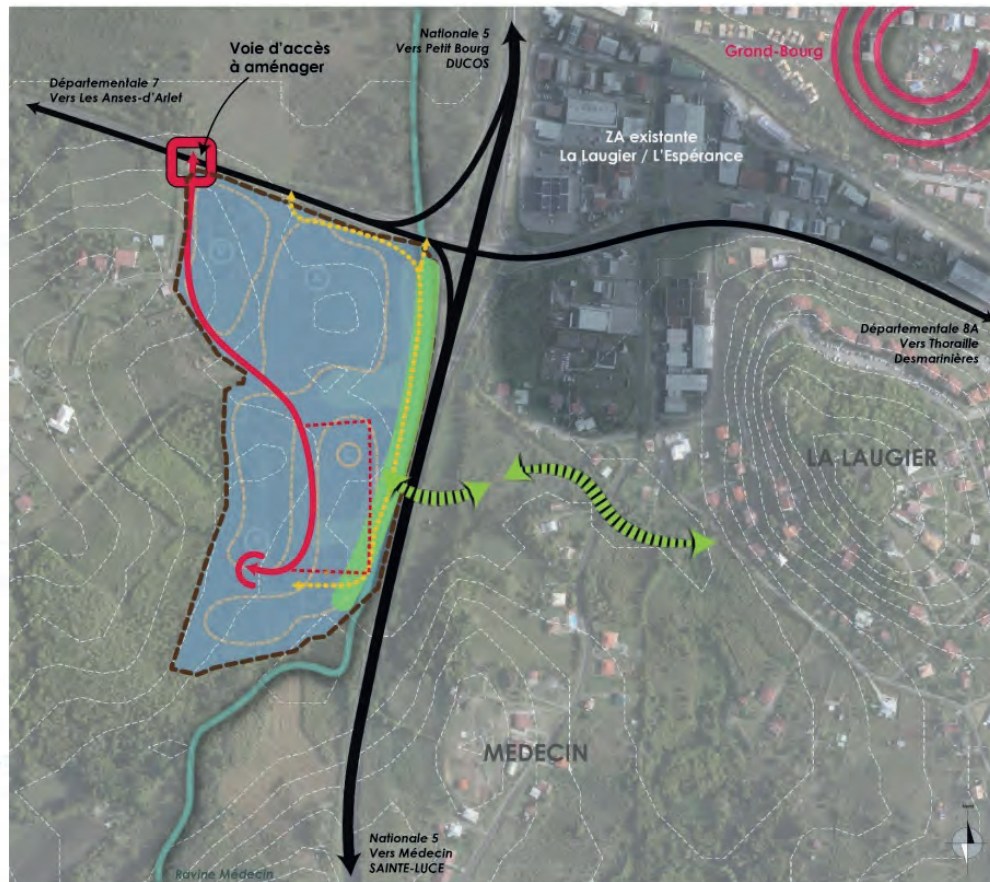 Nationale 5
Vers Petit Bourg
DUCOS
Grand-Bourg
Voie d'accès
à aménager
Départementale 7
Vers Les Anses-d'Arlet
ZA existante
La Laugier / L'Espérance
Départementale 8A
Vers Thoraille
Desmarinières
LA LAUGIER
MEDECIN
Nationale 5
Vers Médecin
SAINTE-LUCE
Ravine Médecin